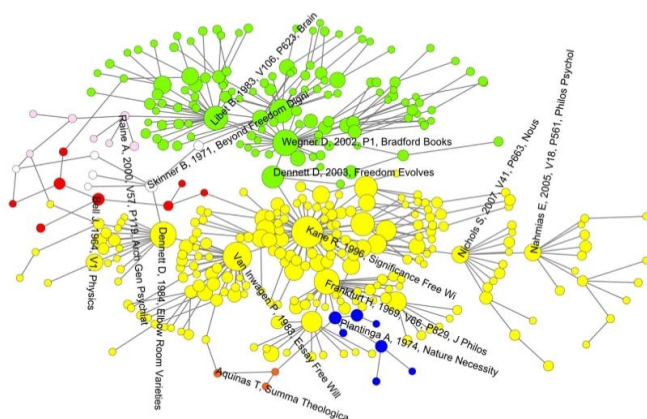 Libet B, 1983, V106, P623, Brain
Skinner B, 1971, Beyond Freedom Digni
Wegner D, 2002, P1, Bradford Books
Dennett D, 2003, Freedom Evolves
Raine A, 2000, V57, P119, Arch Gen Psychiat
Bell J, 1964, V1, Physics
Dennett D, 1984, Elbow Room Varieties
Van Inwagen P, 1983, Essay Free Will
Kane R, 1996, Significance Free Wi
Nichols S, 2007, V41, P663, Nous
Nahmias E, 2005, V18, P561, Philos Psychol
Frankfurt H, 1969, V66, P829, J Philos
Plantinga A, 1974, Nature Necessity
Aquinas T, Summa Theologica